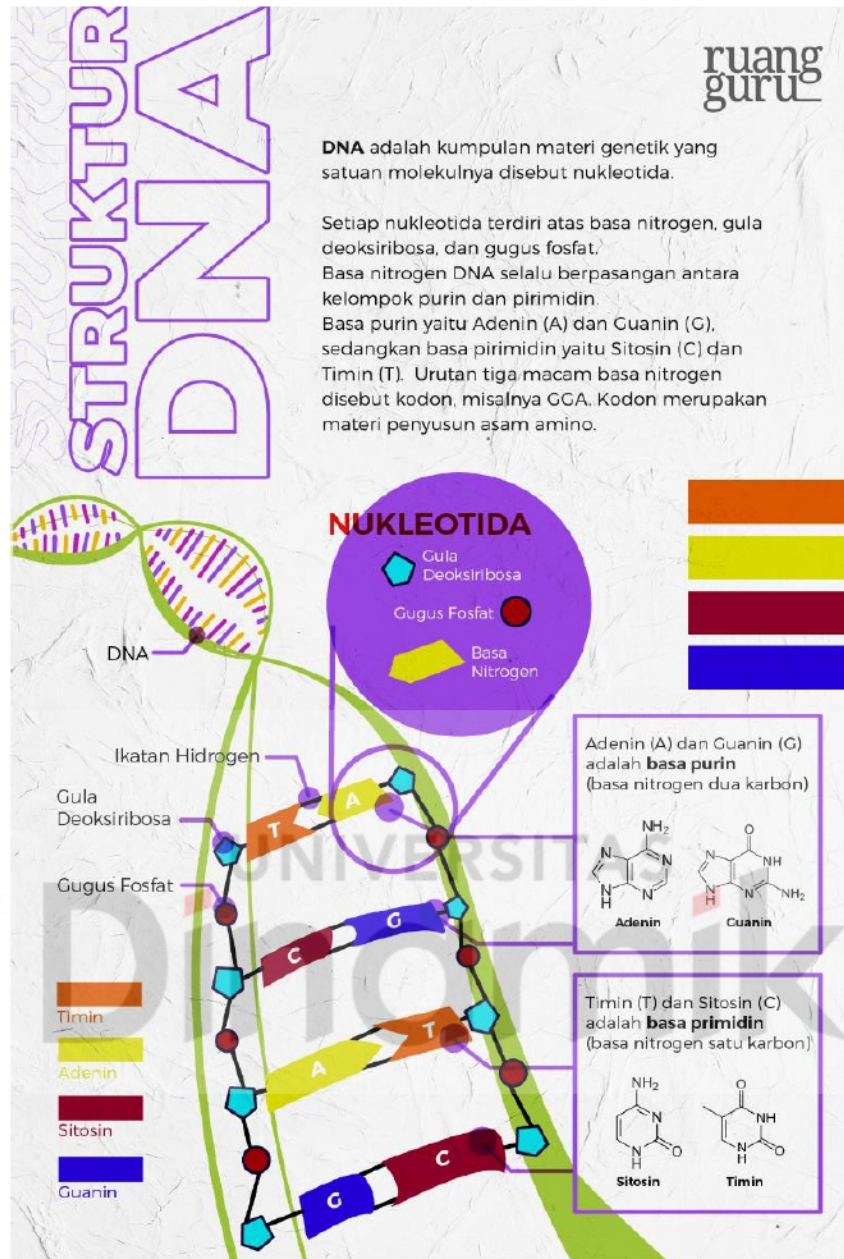 STRUKTUR
STRUKTUR
STRUKTUR
DNA
ruang
guru
DNA adalah kumpulan materi genetik yang
satuan molekulnya disebut nukleotida.
Setiap nukleotida terdiri atas basa nitrogen, gula
deoksiribosa, dan gugus fosfat.
Basa nitrogen DNA selalu berpasangan antara
kelompok purin dan pirimidin.
Basa purin yaitu Adenin (A) dan Guanin (G),
sedangkan basa pirimidin yaitu Sitosin (C) dan
Timin (T). Urutan tiga macam basa nitrogen
disebut kodon, misalnya GGA. Kodon merupakan
materi penyusun asam amino.
NUKLEOTIDA
Gula
Deoksiribosa
Gugus Fosfat
Basa
Nitrogen
DNA
Ikatan Hidrogen
Gula
Deoksiribosa
Gugus Fosfat
T A
C G
A T
G C
UNIVERSITAS
Dinamika
Timin
Adenin
Sitosin
Guanin
Adenin (A) dan Guanin (G)
adalah basa purin
(basa nitrogen dua karbon)
NH₂
N
N
N
H
N
Adenin
O
N
NH
N
H
N
NH₂
Guanin
Timin (T) dan Sitosin (C)
adalah basa primidin
(basa nitrogen satu karbon)
NH₂
N
N
H
O
Sitosin
O
NH
N
H
O
Timin